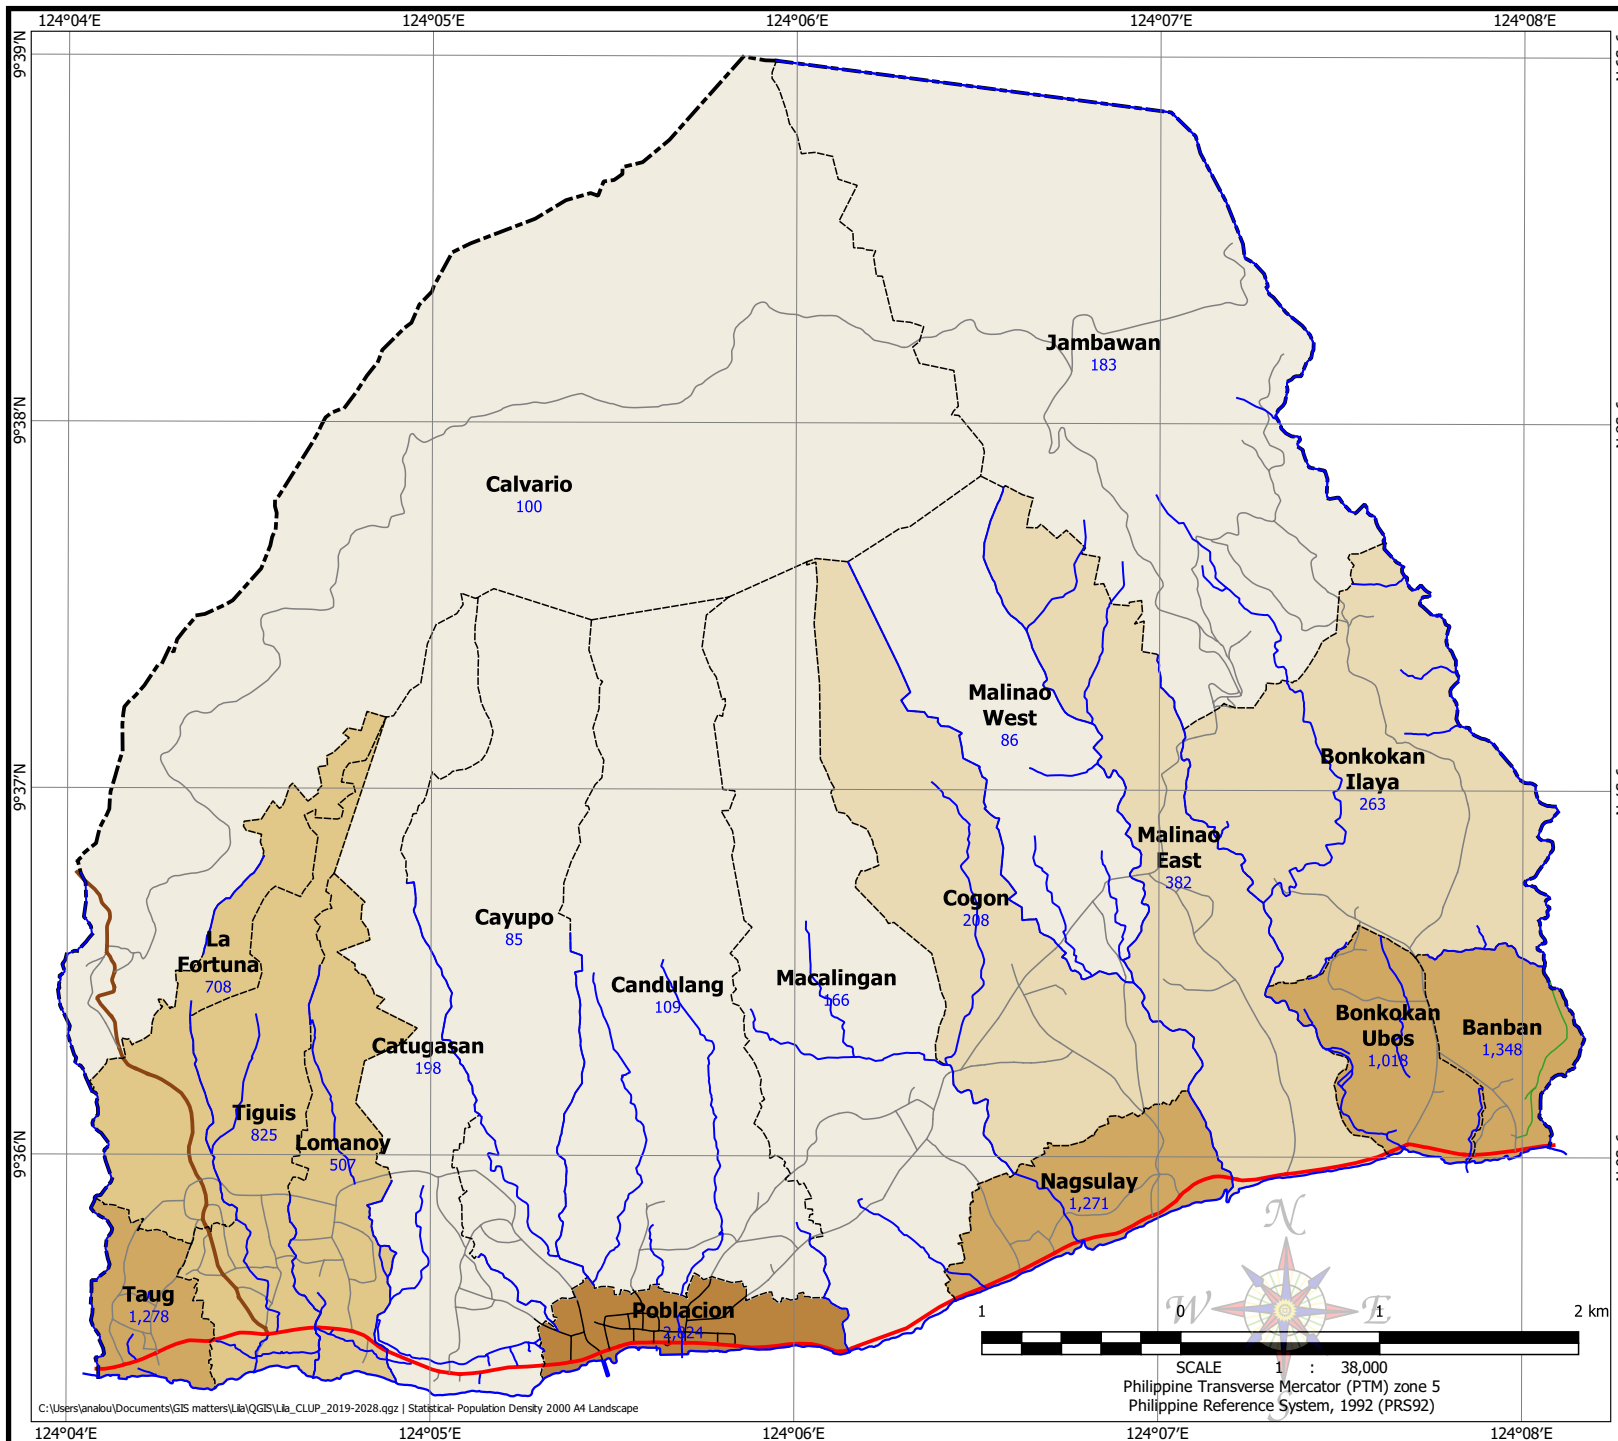 124°04'E 124°05'E 124°06'E 124°07'E 124°08'E
9°39'N
Jambawan
183
9°38'N
Calvario
100
Malinao
West
86
Bonkokan
Ilaya
263
9°37'N
Malinao
East
382
Cogon
208
Cayupo
85
La
Fortuna
708
Candulang
109
Macalingan
166
Bonkokan
Ubos
1,018
Banban
1,348
Catugasan
198
Tiguis
825
Lomanoy
507
9°36'N
Nagsulay
1,271
N
W E
S
Taug
1,278
Poblacion
2,824
1 0 1 2 km
SCALE 1 : 38,000
Philippine Transverse Mercator (PTM) zone 5
Philippine Reference System, 1992 (PRS92)
C:\Users\analou\Documents\GIS matters\Lila\QGIS\Lila_CLUP_2019-2028.qgz | Statistical- Population Density 2000 A4 Landscape
124°04'E 124°05'E 124°06'E 124°07'E 124°08'E